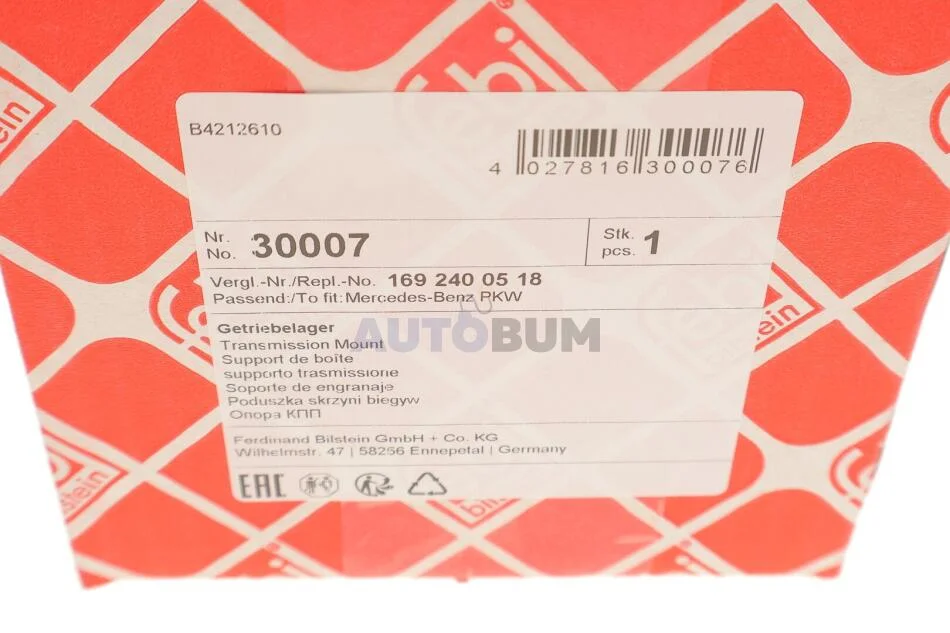 B4212610
4 027816 300076
Nr.
No. 30007
Stk.
pcs. 1
Vergl.-Nr./Repl.-No. 169 240 05 18
Passend:/To fit: Mercedes-Benz PKW
Getriebelager
Transmission Mount
Support de boîte
supporto trasmissione
Soporte de engranaje
Poduszka skrzyni biegyw
Опора КПП
AUTOBUM
Ferdinand Bilstein GmbH + Co. KG
Wilhelmstr. 47 | 58256 Ennepetal | Germany
EAC
febi
bilstein